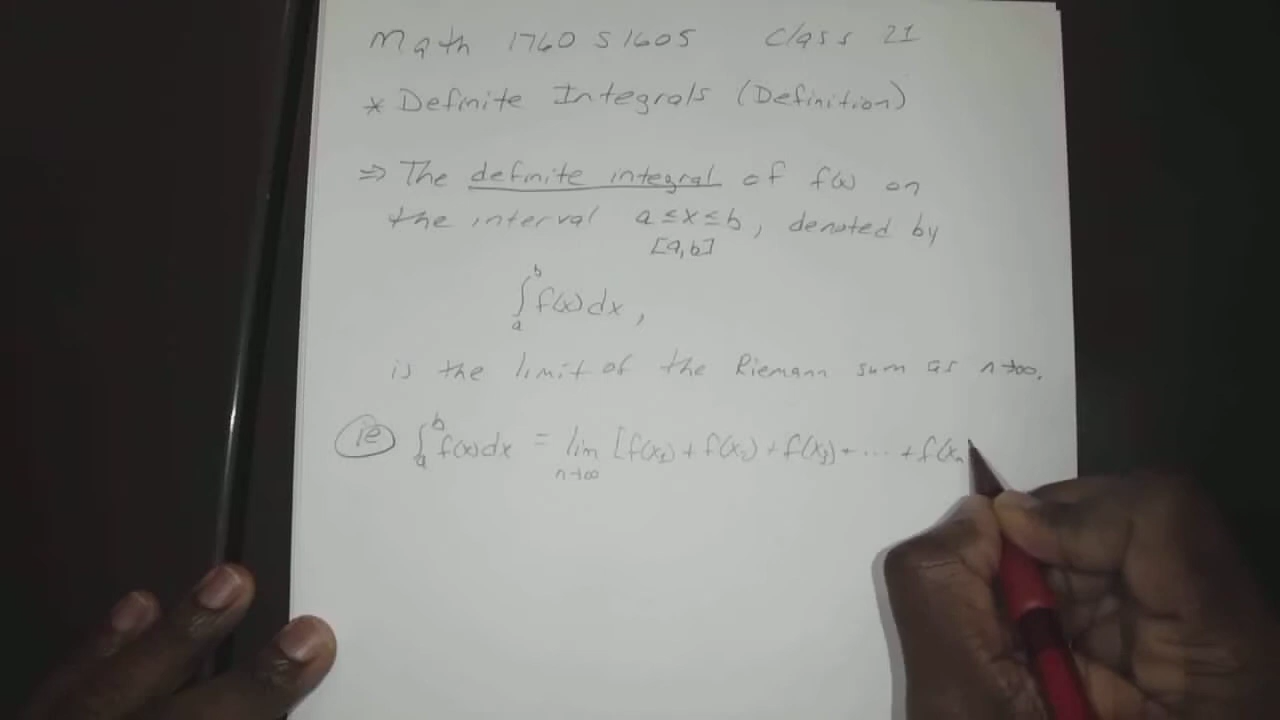 Math 1760 S1605 Class 21
* Definite Integrals (Definition)
⇒ The definite integral of f(x) on
the interval a ≤ x ≤ b, denoted by
[a,b]
∫ₐᵇ f(x) dx,
is the limit of the Riemann sum as n→∞.
ie ∫ₐᵇ f(x) dx = lim n→∞ [f(x₁) + f(x₂) + f(x₃) + ... + f(xₙ